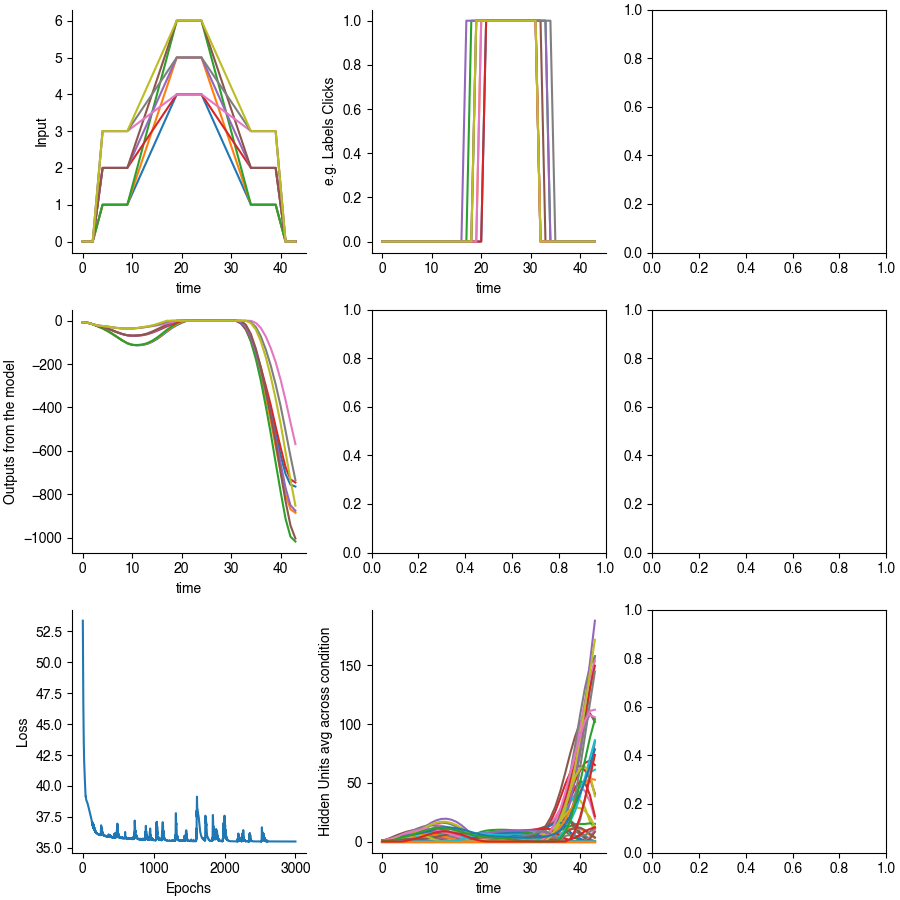 6
5
4
3
2
1
0
Input
0 10 20 30 40
time
1.0
0.8
0.6
0.4
0.2
0.0
e.g. Labels Clicks
0 10 20 30 40
time
1.0
0.8
0.6
0.4
0.2
0.0
0.0 0.2 0.4 0.6 0.8 1.0
0
−200
−400
−600
−800
−1000
Outputs from the model
0 10 20 30 40
time
1.0
0.8
0.6
0.4
0.2
0.0
0.0 0.2 0.4 0.6 0.8 1.0
1.0
0.8
0.6
0.4
0.2
0.0
0.0 0.2 0.4 0.6 0.8 1.0
52.5
50.0
47.5
45.0
42.5
40.0
37.5
35.0
Loss
0 1000 2000 3000
Epochs
150
100
50
0
Hidden Units avg across condition
0 10 20 30 40
time
1.0
0.8
0.6
0.4
0.2
0.0
0.0 0.2 0.4 0.6 0.8 1.0